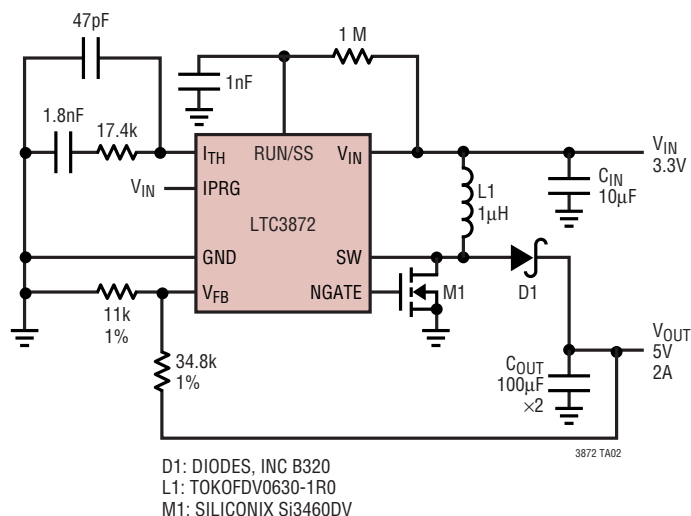 47pF
1 M
1nF
1.8nF
17.4k
ITH
RUN/SS
VIN
VIN
3.3V
VIN
IPRG
CIN
10µF
L1
1µH
LTC3872
GND
SW
VFB
NGATE
M1
D1
11k
1%
34.8k
1%
VOUT
5V
2A
COUT
100µF
×2
3872 TA02
D1: DIODES, INC B320
L1: TOKOFDV0630-1R0
M1: SILICONIX Si3460DV